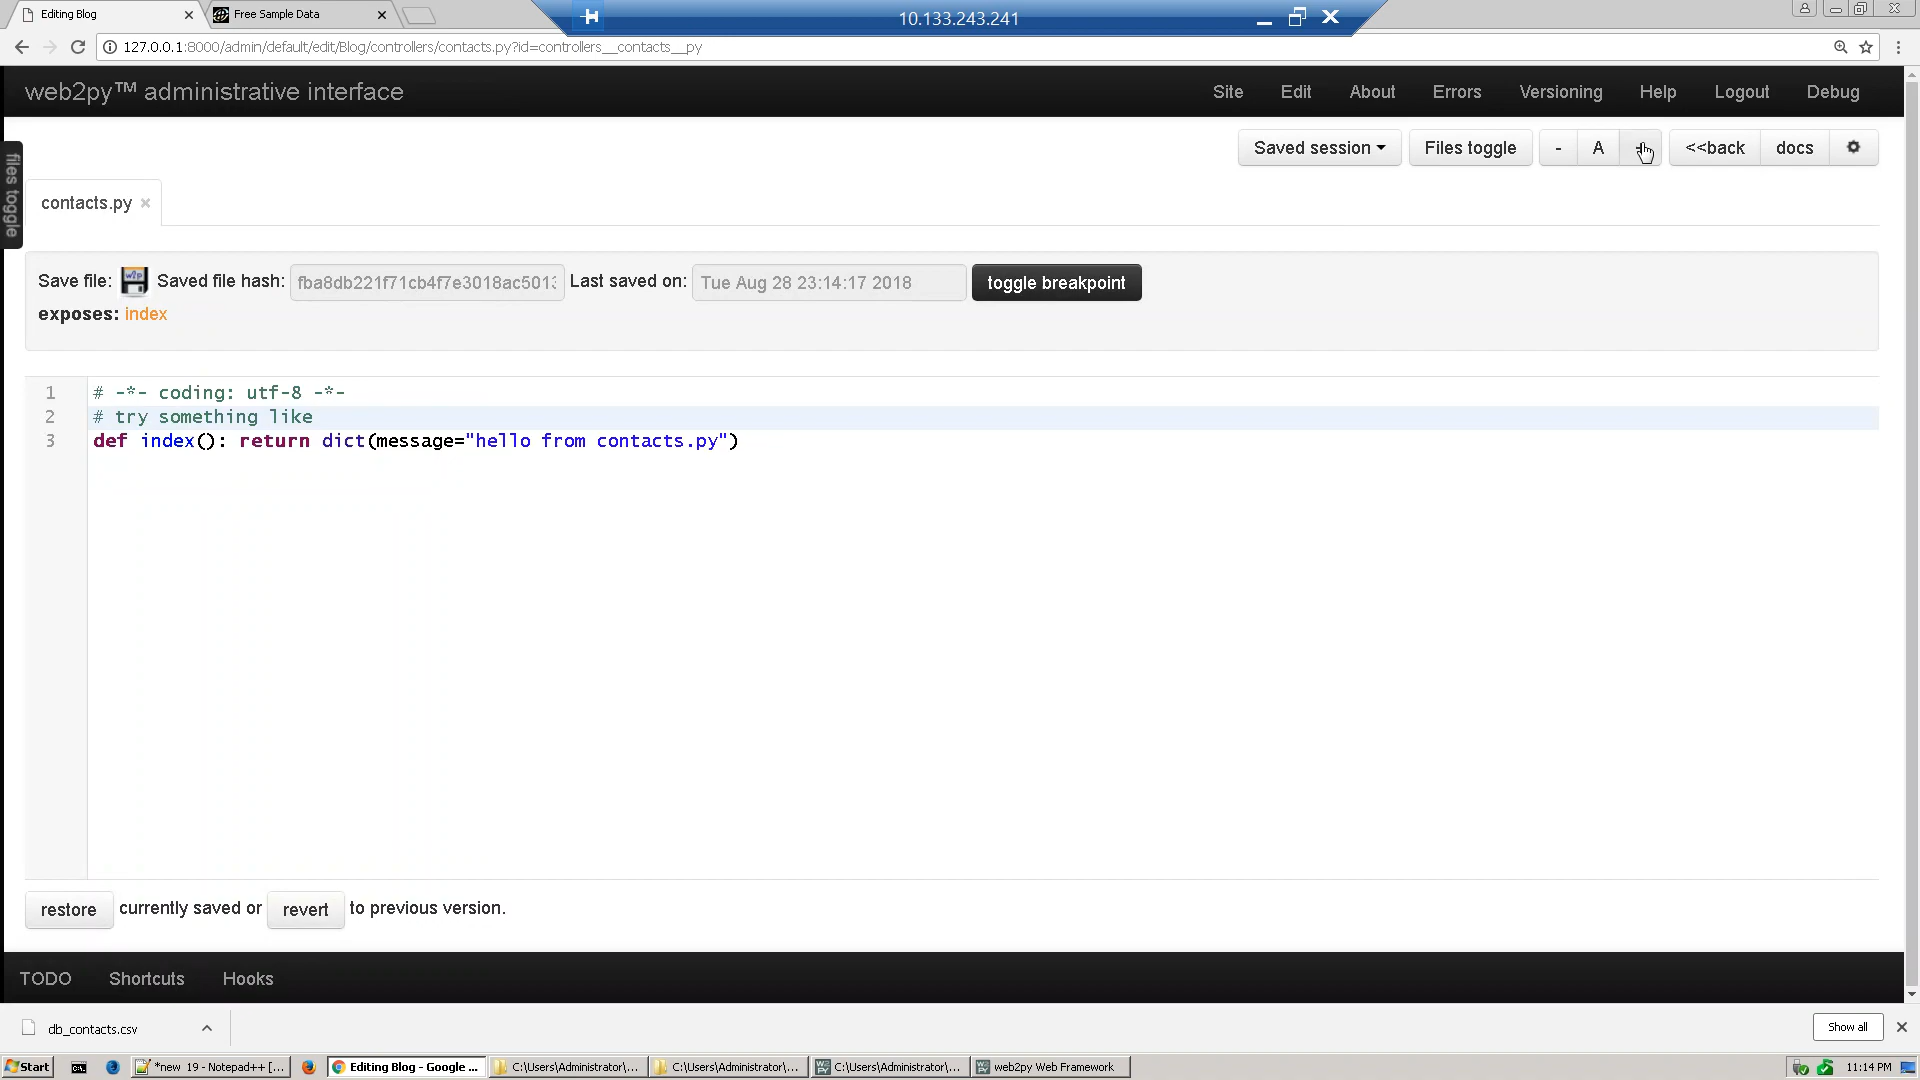 Editing Blog
Free Sample Data
10.133.243.241
127.0.0.1:8000/admin/default/edit/Blog/controllers/contacts.py?id=controllers__contacts__py
web2py™ administrative interface
Site Edit About Errors Versioning Help Logout Debug
Saved session Files toggle - A + <<back docs
files toggle
contacts.py ×
Save file: w2p Saved file hash: fba8db221f71cb4f7e3018ac5013 Last saved on: Tue Aug 28 23:14:17 2018 toggle breakpoint
exposes: index
1 # -*- coding: utf-8 -*-
2 # try something like
3 def index(): return dict(message="hello from contacts.py")
restore currently saved or revert to previous version.
TODO Shortcuts Hooks
db_contacts.csv Show all
Start *new 19 - Notepad++ [... Editing Blog - Google ... C:\Users\Administrator/... C:\Users\Administrator/... C:\Users\Administrator/... web2py Web Framework 11:14 PM